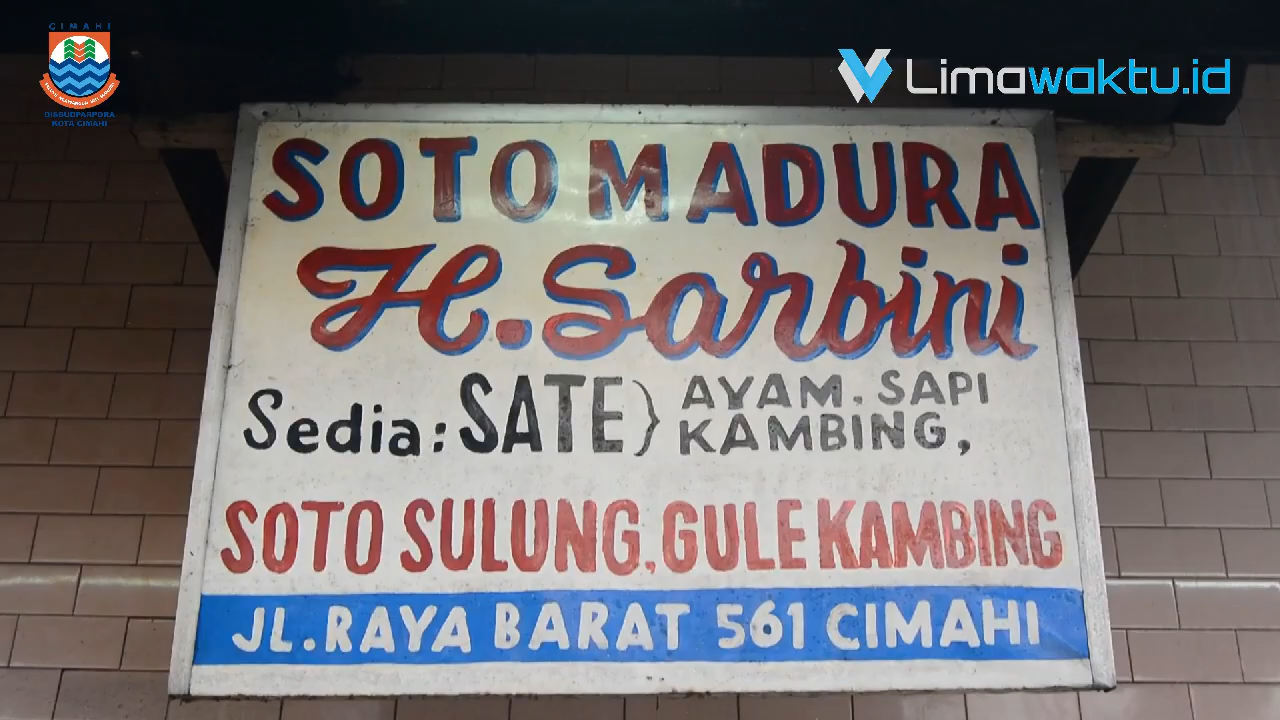 CIMAHI
DISBUDPARPORA
KOTA CIMAHI
Limawaktu.id
SOTO MADURA
H. Sarbini
Sedia: SATE } AYAM. SAPI
KAMBING,
SOTO SULUNG, GULE KAMBING
JL. RAYA BARAT 561 CIMAHI